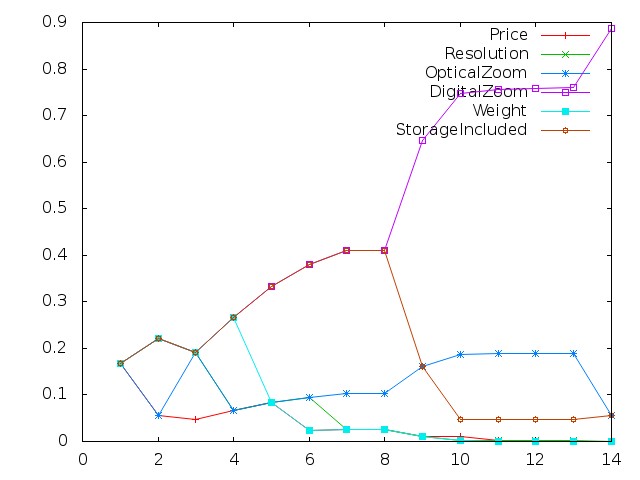 0.9
Price
Resolution
0.8
OpticalZoom
DigitalZoom
0.7
Weight
StorageIncluded
0.6
0.5
0.4
0.3
0.2
0.1
0
0 2 4 6 8 10 12 14